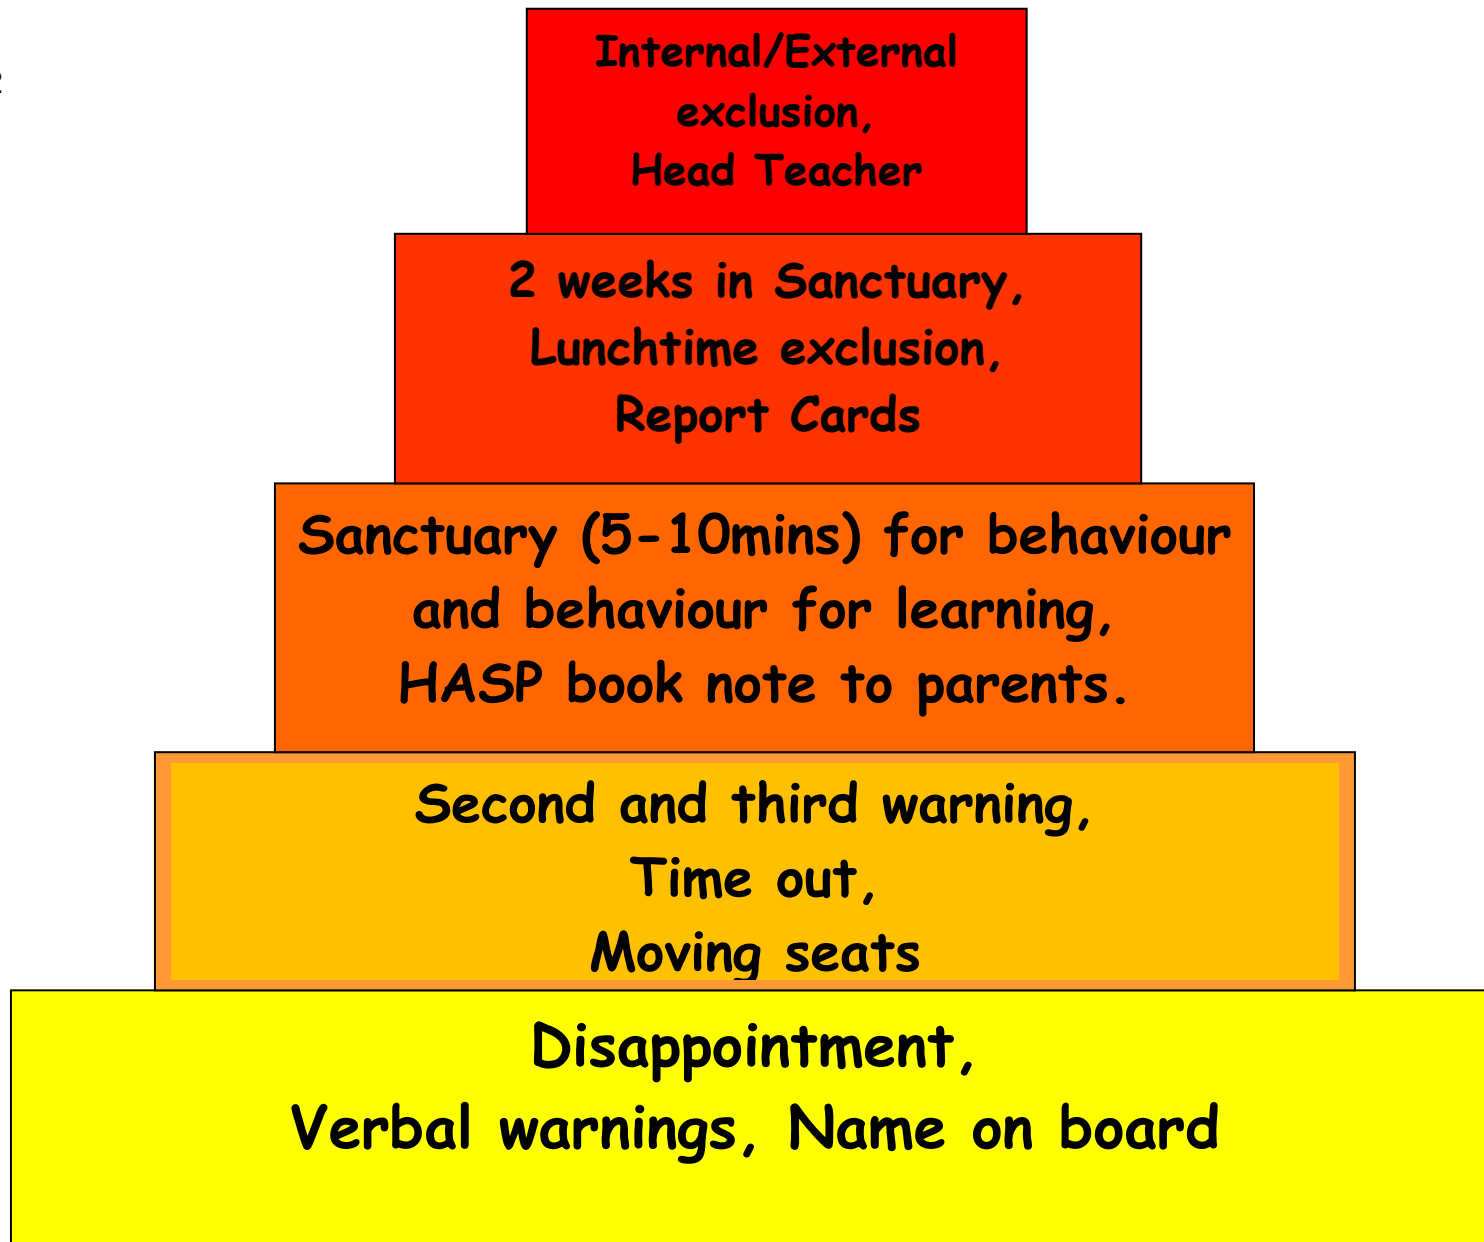 Internal/External
exclusion,
Head Teacher
2 weeks in Sanctuary,
Lunchtime exclusion,
Report Cards
Sanctuary (5-10mins) for behaviour
and behaviour for learning,
HASP book note to parents.
Second and third warning,
Time out,
Moving seats
Disappointment,
Verbal warnings, Name on board